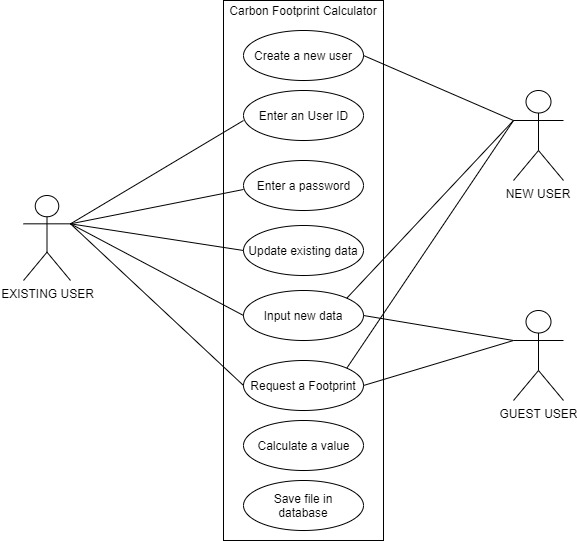 Carbon Footprint Calculator
Create a new user
Enter an User ID
Enter a password
Update existing data
Input new data
Request a Footprint
Calculate a value
Save file in
database
EXISTING USER
NEW USER
GUEST USER